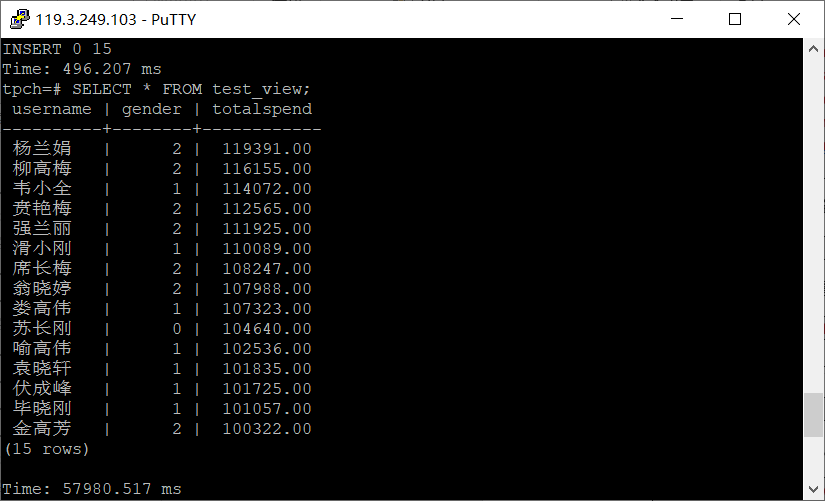 119.3.249.103 - PuTTY
INSERT 0 15
Time: 496.207 ms
tpch=# SELECT * FROM test_view;
 username | gender | totalspend
----------+--------+------------
 杨兰娟   |      2 |  119391.00
 柳高梅   |      2 |  116155.00
 韦小全   |      1 |  114072.00
 贲艳梅   |      2 |  112565.00
 强兰丽   |      2 |  111925.00
 滑小刚   |      1 |  110089.00
 席长梅   |      2 |  108247.00
 翁晓婷   |      2 |  107988.00
 娄高伟   |      1 |  107323.00
 苏长刚   |      0 |  104640.00
 喻高伟   |      1 |  102536.00
 袁晓轩   |      1 |  101835.00
 伏成峰   |      1 |  101725.00
 毕晓刚   |      1 |  101057.00
 金高芳   |      2 |  100322.00
(15 rows)
Time: 57980.517 ms